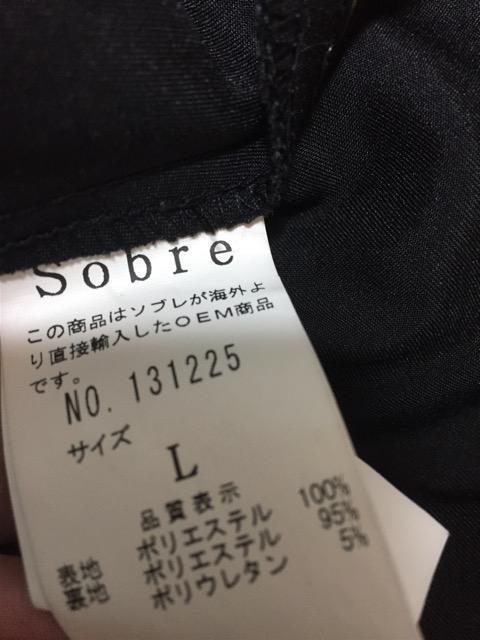 Sobre
この商品はソブレが海外よ
り直接輸入したOEM商品
です。
NO. 131225
サイズ
L
品質表示
表地 ポリエステル 100%
裏地 ポリエステル 95%
ポリウレタン 5%